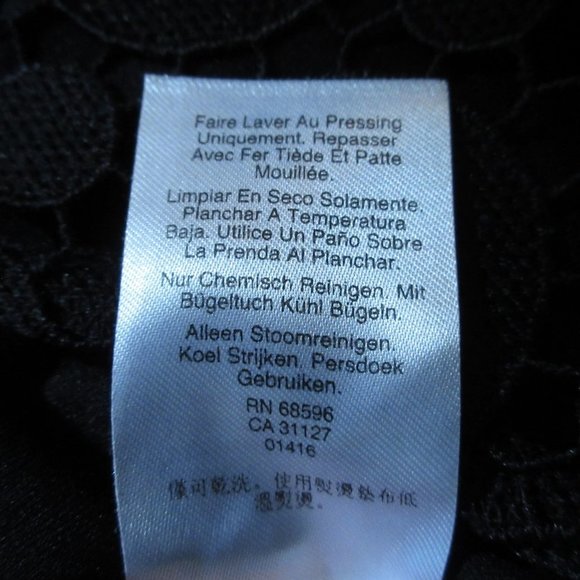 Faire Laver Au Pressing
Uniquement. Repasser
Avec Fer Tiède Et Patte
Mouillée.
Limpiar En Seco Solamente.
Planchar A Temperatura
Baja. Utilice Un Paño Sobre
La Prenda Al Planchar.
Nur Chemisch Reinigen. Mit
Bügeltuch Kühl Bügeln.
Alleen Stoomreinigen.
Koel Strijken. Persdoek
Gebruiken.
RN 68596
CA 31127
01416
僅可乾洗。使用熨燙墊布低
溫熨燙。